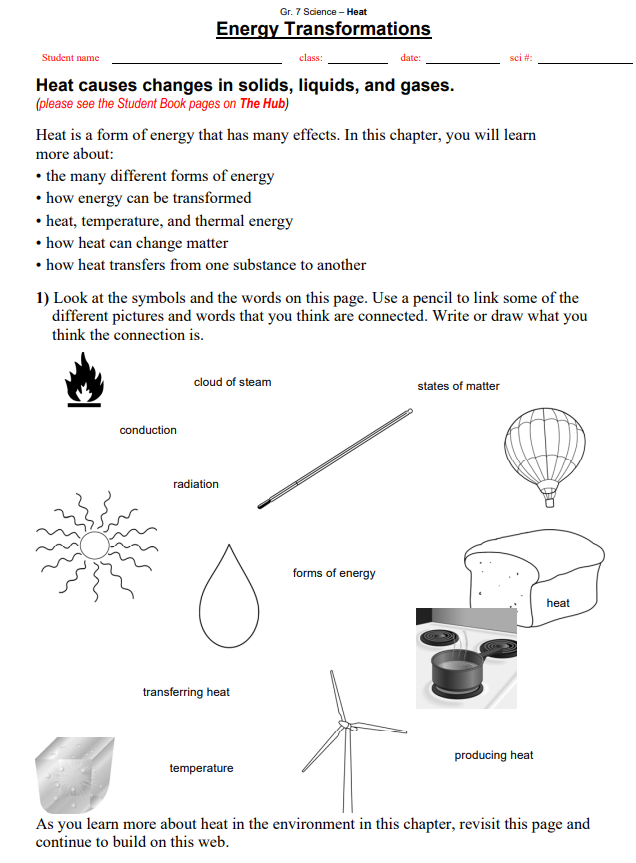 Gr. 7 Science – Heat
Energy Transformations
Student name class: date: sci #:
Heat causes changes in solids, liquids, and gases.
(please see the Student Book pages on The Hub)
Heat is a form of energy that has many effects. In this chapter, you will learn
more about:
• the many different forms of energy
• how energy can be transformed
• heat, temperature, and thermal energy
• how heat can change matter
• how heat transfers from one substance to another
1) Look at the symbols and the words on this page. Use a pencil to link some of the
different pictures and words that you think are connected. Write or draw what you
think the connection is.
cloud of steam
states of matter
conduction
radiation
forms of energy
heat
transferring heat
producing heat
temperature
As you learn more about heat in the environment in this chapter, revisit this page and
continue to build on this web.